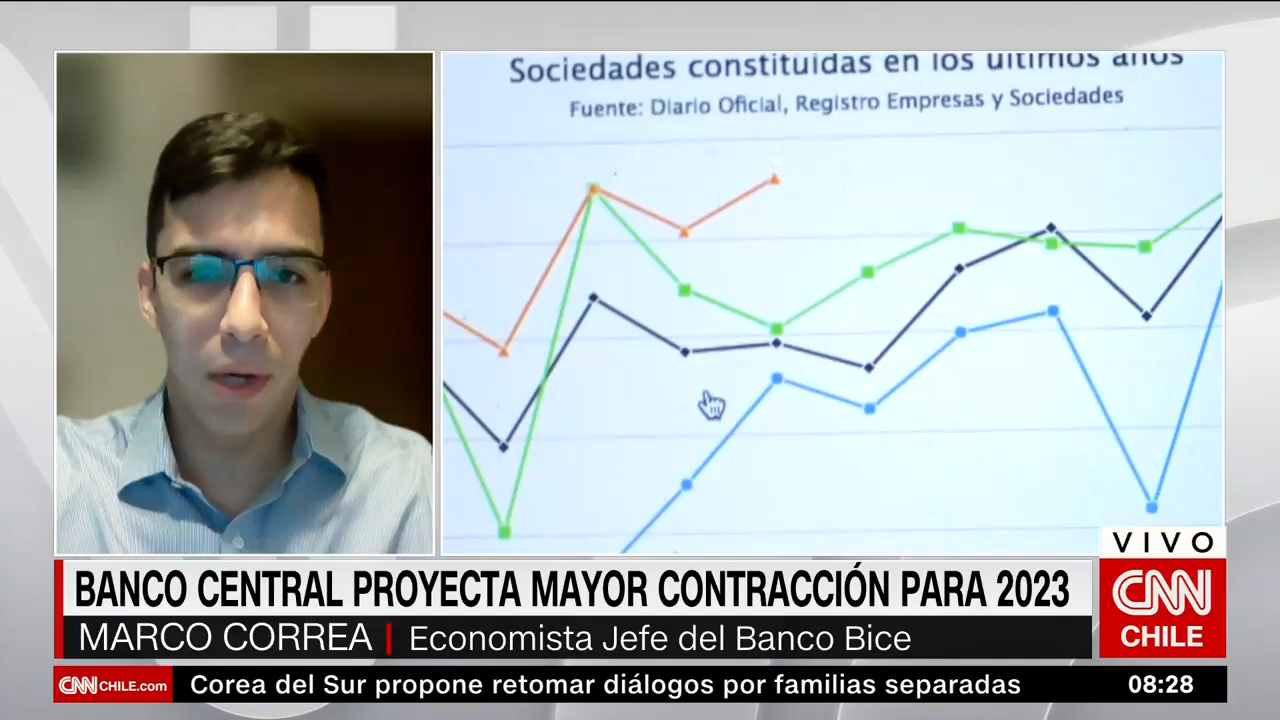 Sociedades constituidas en los últimos años
Fuente: Diario Oficial, Registro Empresas y Sociedades
VIVO
BANCO CENTRAL PROYECTA MAYOR CONTRACCIÓN PARA 2023
CNN
CHILE
MARCO CORREA | Economista Jefe del Banco Bice
CNNCHILE.com
Corea del Sur propone retomar diálogos por familias separadas
08:28